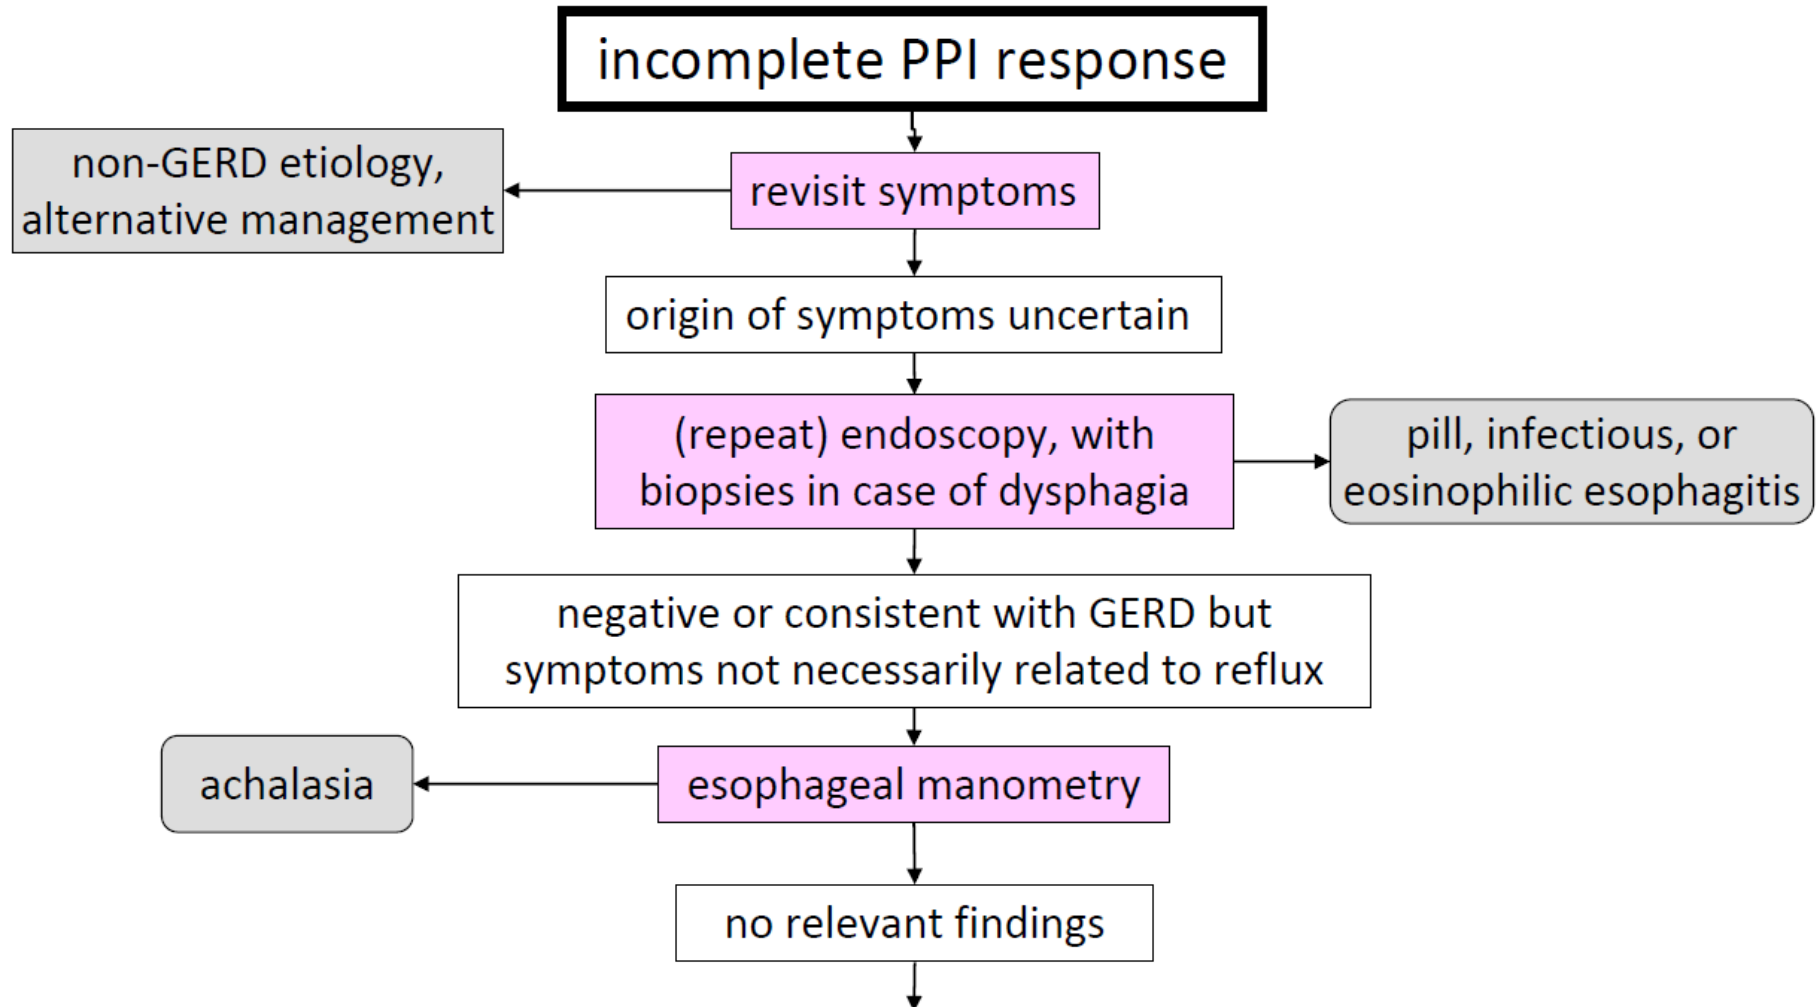 incomplete PPI response
non-GERD etiology,
alternative management
revisit symptoms
origin of symptoms uncertain
(repeat) endoscopy, with
biopsies in case of dysphagia
pill, infectious, or
eosinophilic esophagitis
negative or consistent with GERD but
symptoms not necessarily related to reflux
achalasia
esophageal manometry
no relevant findings